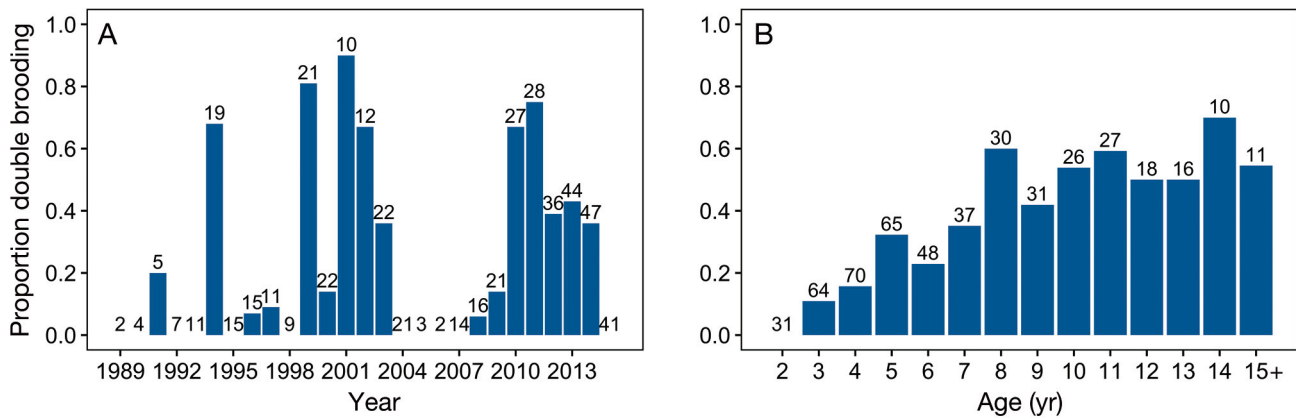 A
Proportion double brooding
1.0
0.8
0.6
0.4
0.2
0.0
2 4 5 7 11 19 15 15 11 9 21 22 10 12 22 21 13 2 14 16 21 27 28 36 44 47 41
1989 1992 1995 1998 2001 2004 2007 2010 2013
Year
B
1.0
0.8
0.6
0.4
0.2
0.0
31 64 70 65 48 37 30 31 26 27 18 16 10 11
2 3 4 5 6 7 8 9 10 11 12 13 14 15+
Age (yr)